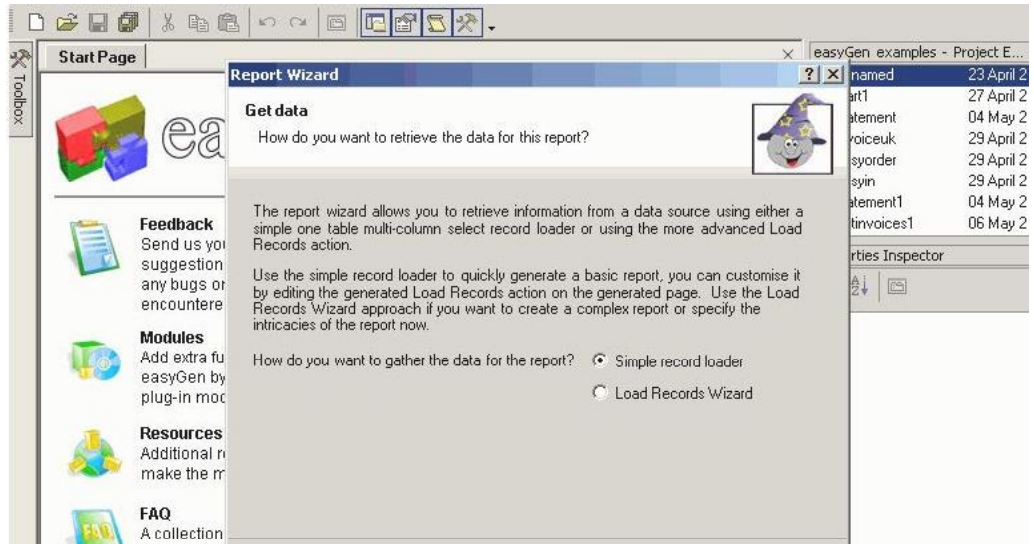 Toolbox
Start Page
ea
Feedback
Send us you
suggestion
any bugs or
encountere
Modules
Add extra fu
easyGen by
plug-in mod
Resources
Additional re
make the m
FAQ
FAQ
A collection
Report Wizard
Get data
How do you want to retrieve the data for this report?
The report wizard allows you to retrieve information from a data source using either a
simple one table multi-column select record loader or using the more advanced Load
Records action.
Use the simple record loader to quickly generate a basic report, you can customise it
by editing the generated Load Records action on the generated page. Use the Load
Records Wizard approach if you want to create a complex report or specify the
intricacies of the report now.
How do you want to gather the data for the report?
Simple record loader
Load Records Wizard
easyGen examples - Project E...
named 23 April 2
art1 27 April 2
atement 04 May 2
voiceuk 29 April 2
syorder 29 April 2
syin 29 April 2
atement1 04 May 2
tinvoices1 06 May 2
rties Inspector